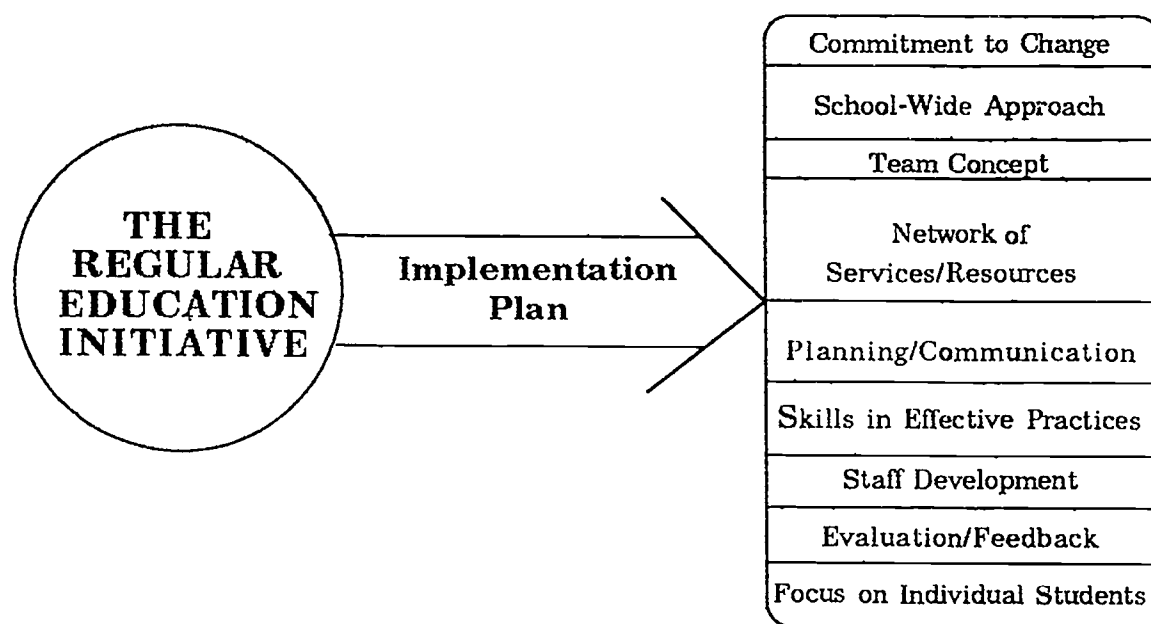 THE
REGULAR
EDUCATION
INITIATIVE
Implementation
Plan
Commitment to Change
School-Wide Approach
Team Concept
Network of
Services/Resources
Planning/Communication
Skills in Effective Practices
Staff Development
Evaluation/Feedback
Focus on Individual Students